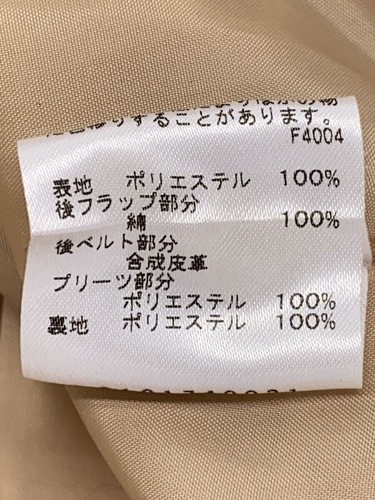 することがあります。
F4004
表地 ポリエステル 100%
後フラップ部分
綿 100%
後ベルト部分
合成皮革
プリーツ部分
ポリエステル 100%
裏地 ポリエステル 100%